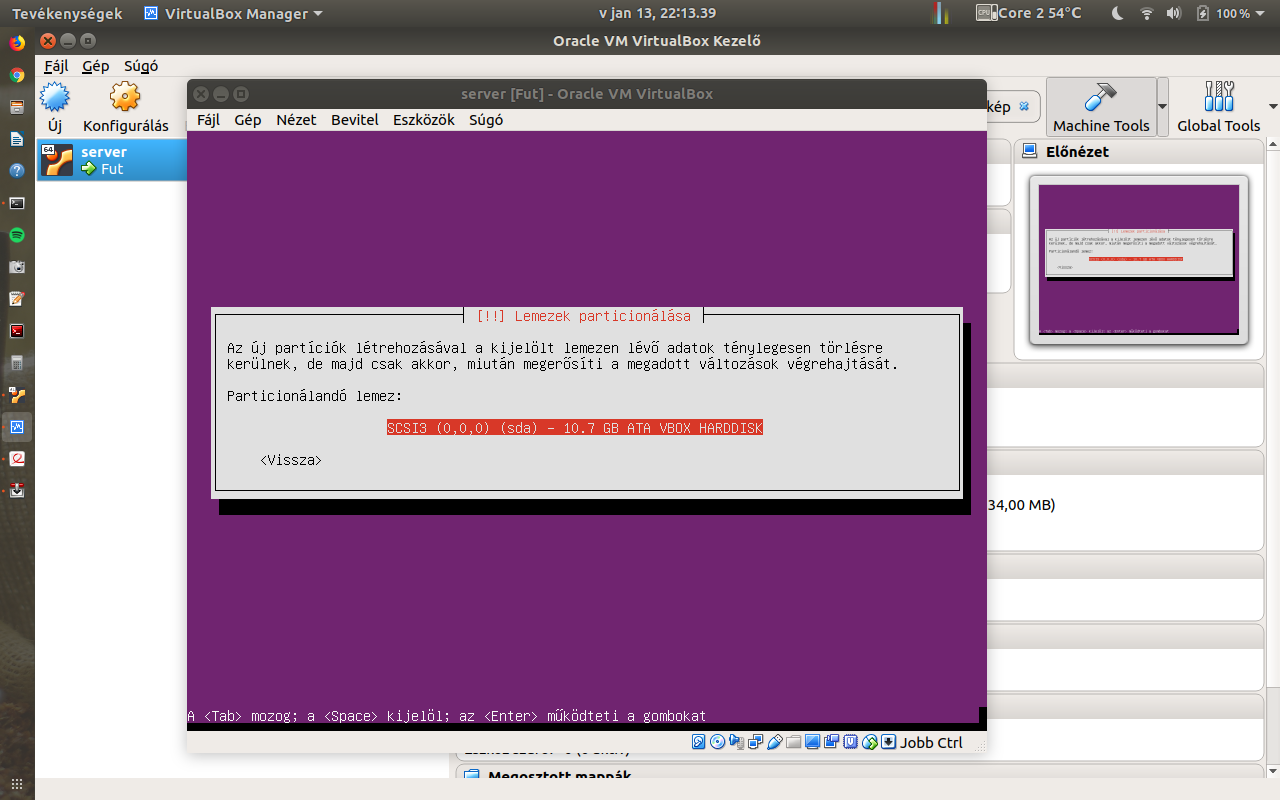 Tevékenységek
VirtualBox Manager
v jan 13, 22:13.39
CPU
Core 2 54°C
100 %
Oracle VM VirtualBox Kezelő
Fájl Gép Súgó
Új
Konfigurálás
kép
Machine Tools
Global Tools
64
server
Fut
Előnézet
server [Fut] - Oracle VM VirtualBox
Fájl Gép Nézet Bevitel Eszközök Súgó
[!!] Lemezek particionálása
Az új partíciók létrehozásával a kijelölt lemezen lévő adatok ténylegesen törlésre
kerülnek, de majd csak akkor, miután megerősíti a megadott változások végrehajtását.
Particionálandó lemez:
SCSI3 (0,0,0) (sda) - 10.7 GB ATA VBOX HARDDISK
<Vissza>
A <Tab> mozog; a <Space> kijelöl; az <Enter> működteti a gombokat
Jobb Ctrl
34,00 MB)
Megosztott mappák